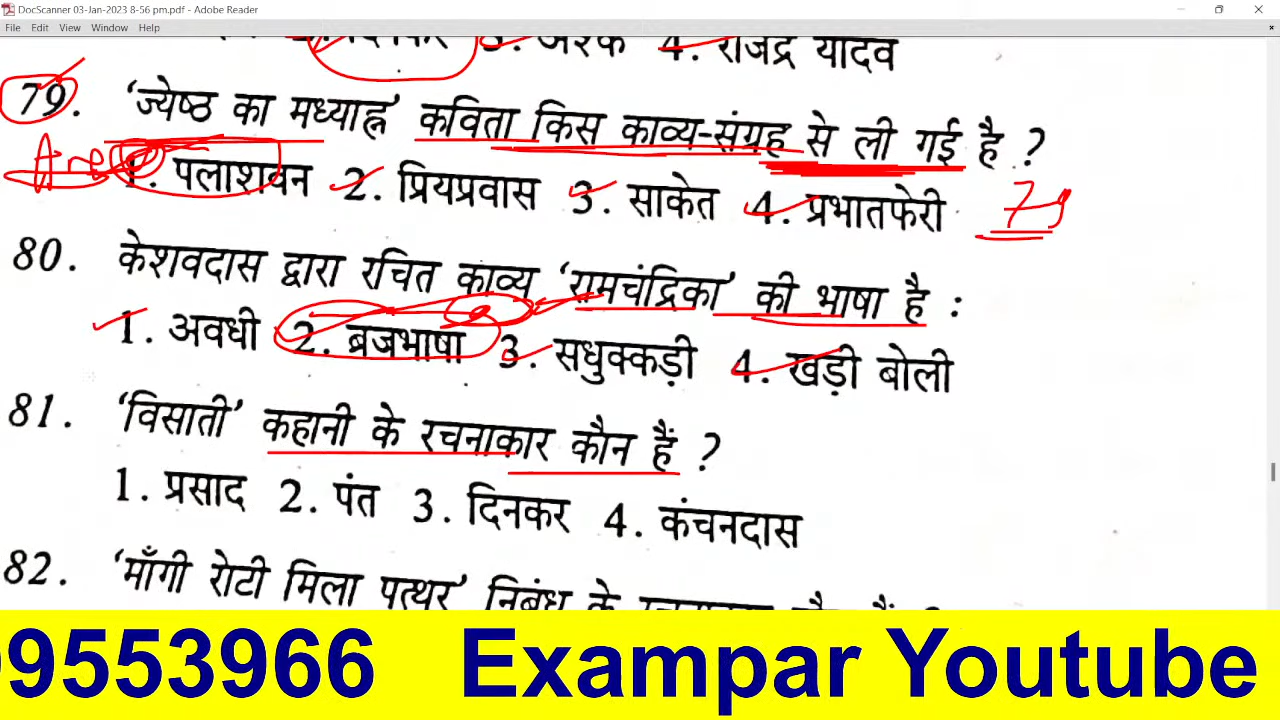 DocScanner 03-Jan-2023 8-56 pm.pdf - Adobe Reader
File Edit View Window Help
4. राजेंद्र यादव
79. 'ज्येष्ठ का मध्याह्न' कविता किस काव्य-संग्रह से ली गई है ?
Ans 1. पलाशवन 2. प्रियप्रवास 3. साकेत 4. प्रभातफेरी 79
80. केशवदास द्वारा रचित काव्य 'रामचंद्रिका' की भाषा है :
1. अवधी 2. ब्रजभाषा 3. सधुक्कड़ी 4. खड़ी बोली
81. 'विसाती' कहानी के रचनाकार कौन हैं ?
1. प्रसाद 2. पंत 3. दिनकर 4. कंचनदास
82. 'माँगी रोटी मिला पत्थर' निबंध के
9553966 Exampar Youtube